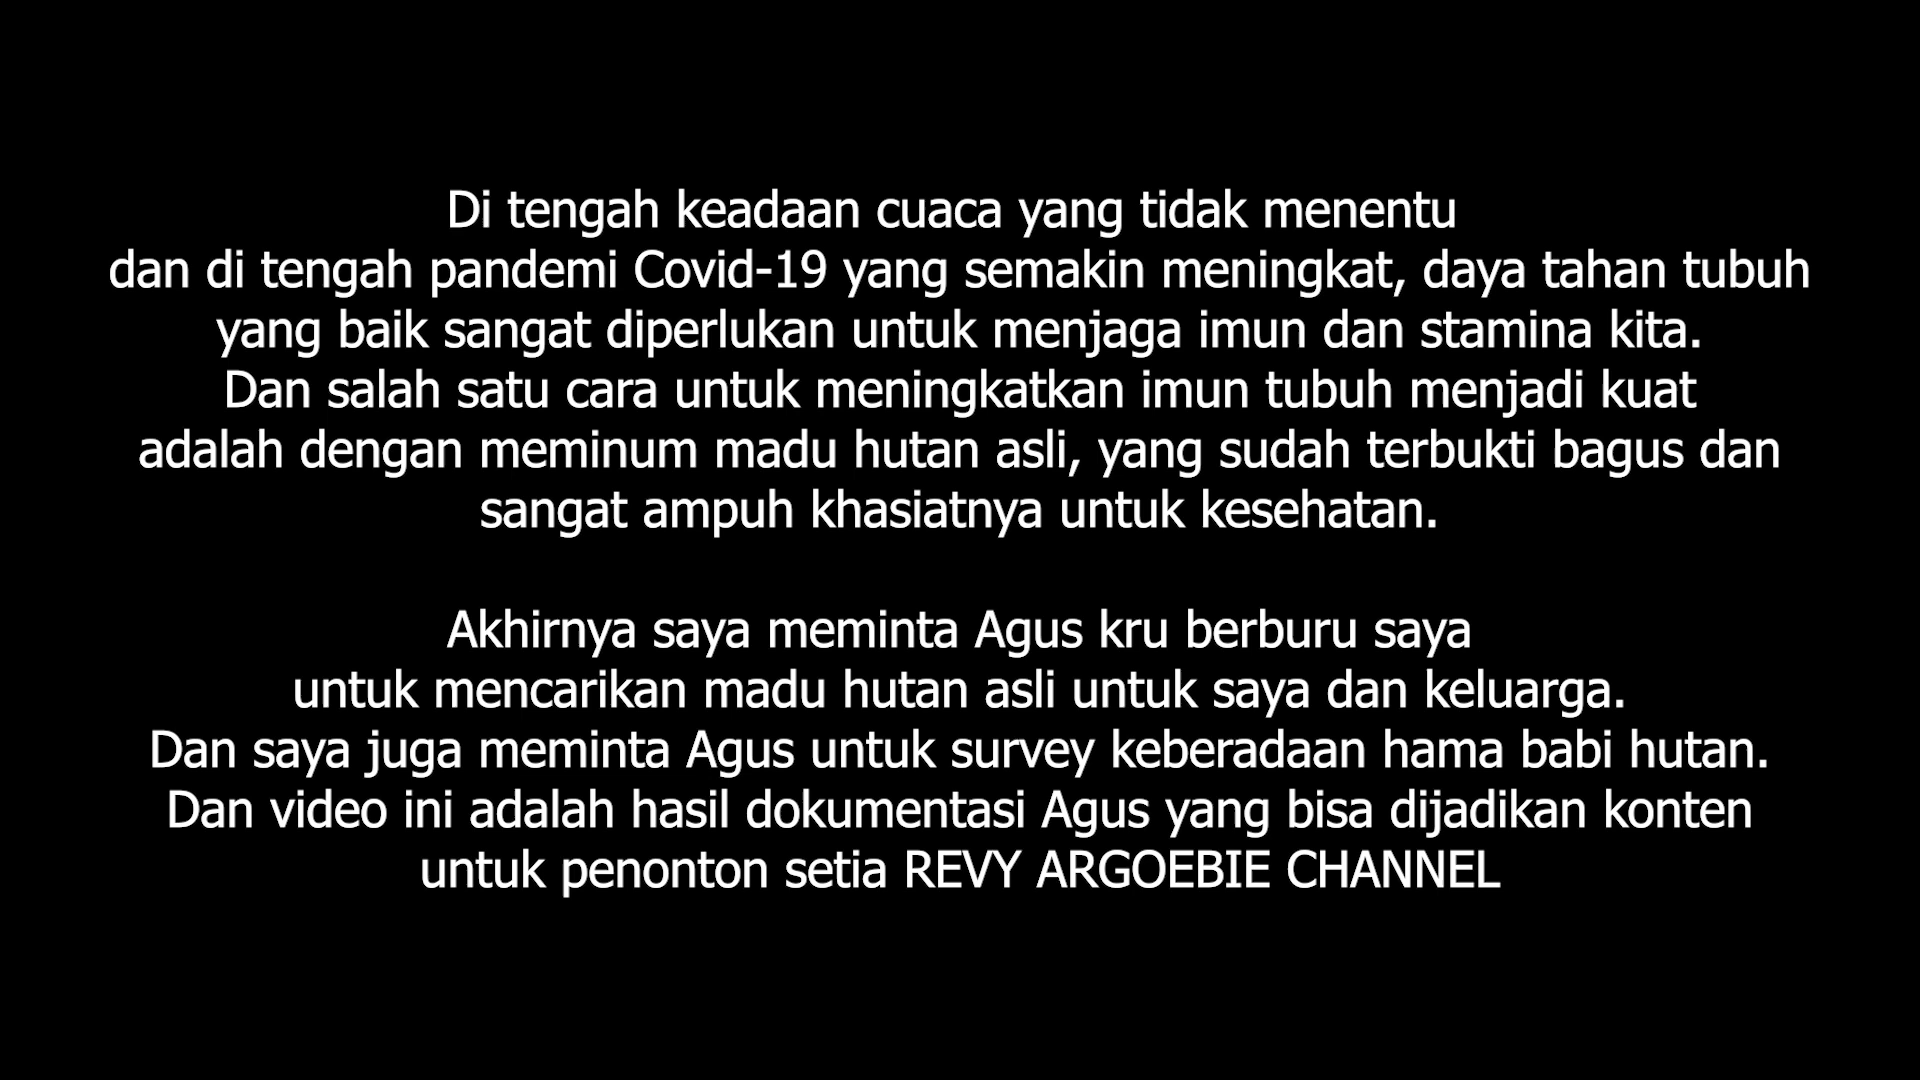 Di tengah keadaan cuaca yang tidak menentu
dan di tengah pandemi Covid-19 yang semakin meningkat, daya tahan tubuh
yang baik sangat diperlukan untuk menjaga imun dan stamina kita.
Dan salah satu cara untuk meningkatkan imun tubuh menjadi kuat
adalah dengan meminum madu hutan asli, yang sudah terbukti bagus dan
sangat ampuh khasiatnya untuk kesehatan.
Akhirnya saya meminta Agus kru berburu saya
untuk mencarikan madu hutan asli untuk saya dan keluarga.
Dan saya juga meminta Agus untuk survey keberadaan hama babi hutan.
Dan video ini adalah hasil dokumentasi Agus yang bisa dijadikan konten
untuk penonton setia REVY ARGOEBIE CHANNEL